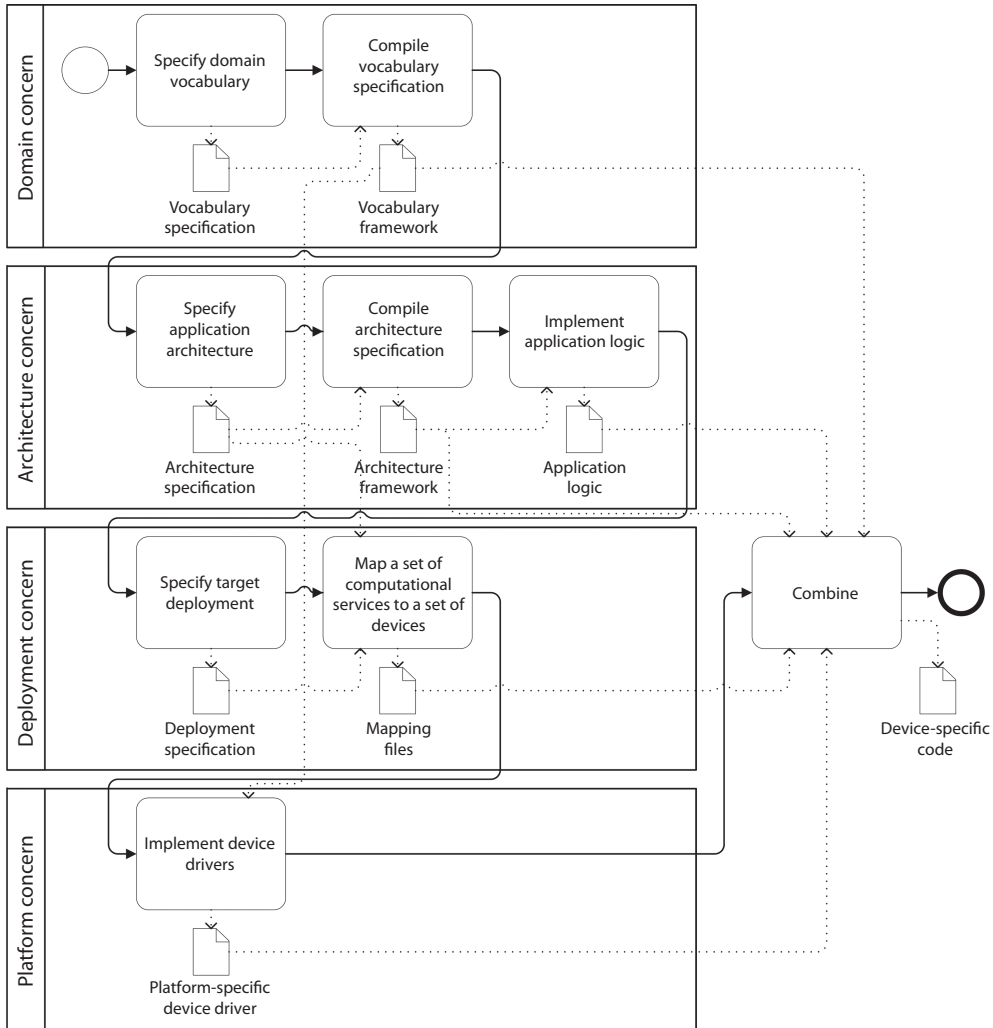 Domain concern
Specify domain
vocabulary
Compile
vocabulary
specification
Vocabulary
specification
Vocabulary
framework
Architecture concern
Specify
application
architecture
Compile
architecture
specification
Implement
application logic
Architecture
specification
Architecture
framework
Application
logic
Deployment concern
Specify target
deployment
Map a set of
computational
services to a set of
devices
Combine
Deployment
specification
Mapping
files
Device-specific
code
Platform concern
Implement device
drivers
Platform-specific
device driver